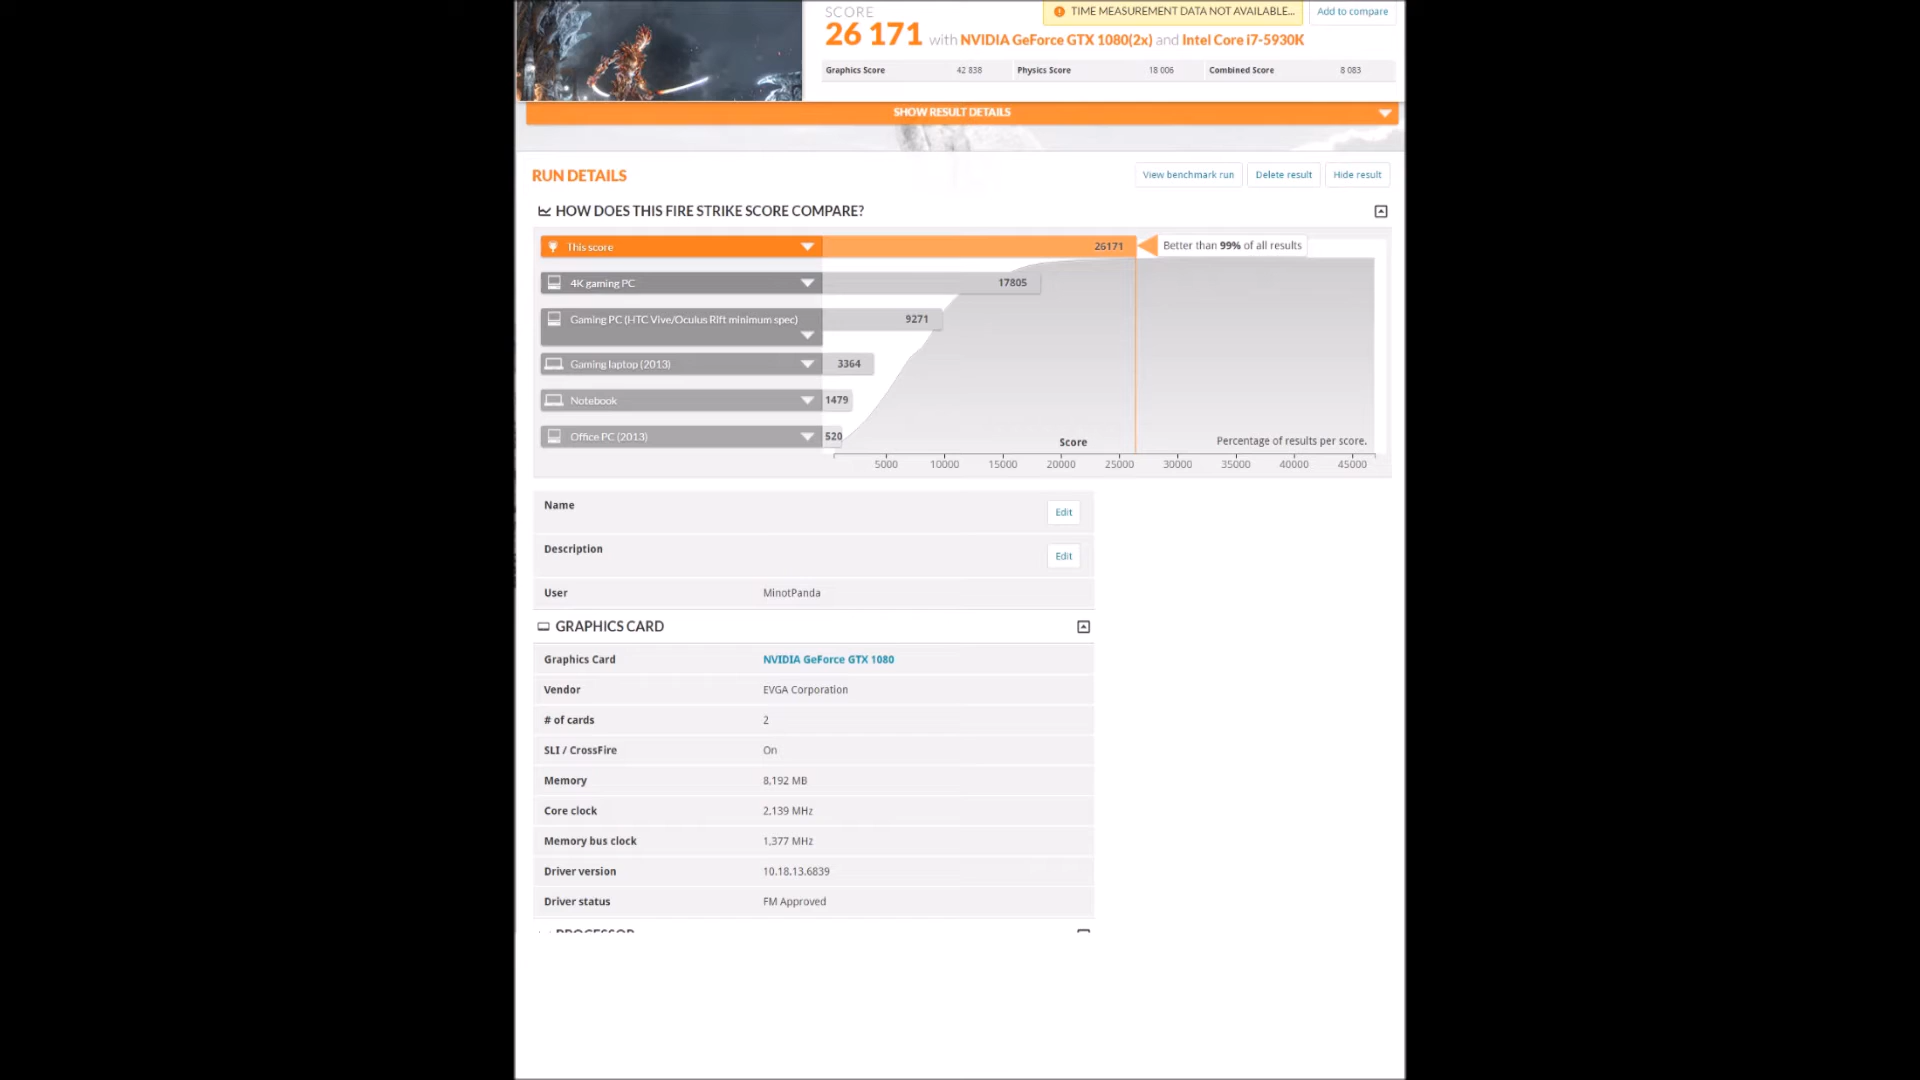 SCORE
TIME MEASUREMENT DATA NOT AVAILABLE...
Add to compare
26 171 with NVIDIA GeForce GTX 1080(2x) and Intel Core i7-5930K
Graphics Score 42 838 Physics Score 18 006 Combined Score 8 083
SHOW RESULT DETAILS
RUN DETAILS
View benchmark run Delete result Hide result
HOW DOES THIS FIRE STRIKE SCORE COMPARE?
This score 26171 Better than 99% of all results
4K gaming PC 17805
Gaming PC (HTC Vive/Oculus Rift minimum spec) 9271
Gaming laptop (2013) 3364
Notebook 1479
Office PC (2013) 520
Score Percentage of results per score.
5000 10000 15000 20000 25000 30000 35000 40000 45000
Name Edit
Description Edit
User MinotPanda
GRAPHICS CARD
Graphics Card NVIDIA GeForce GTX 1080
Vendor EVGA Corporation
# of cards 2
SLI / CrossFire On
Memory 8,192 MB
Core clock 2,139 MHz
Memory bus clock 1,377 MHz
Driver version 10.18.13.6839
Driver status FM Approved
PROCESSOR